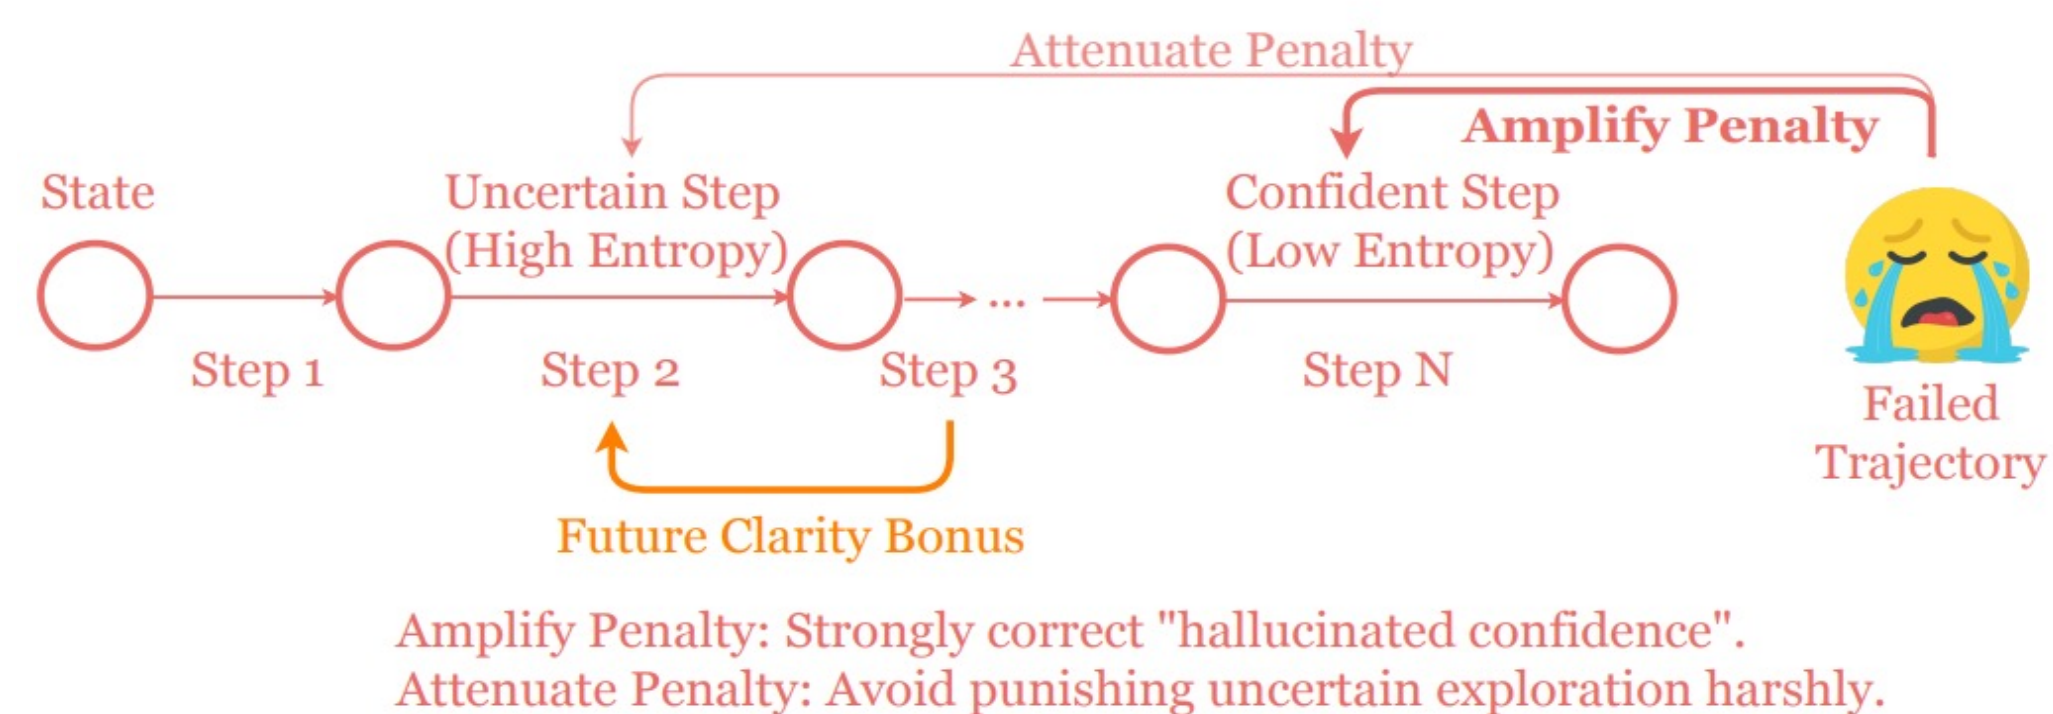 Attenuate Penalty
Amplify Penalty
State
Uncertain Step
(High Entropy)
Confident Step
(Low Entropy)
...
Step 1
Step 2
Step 3
Step N
Failed
Trajectory
Future Clarity Bonus
Amplify Penalty: Strongly correct "hallucinated confidence".
Attenuate Penalty: Avoid punishing uncertain exploration harshly.